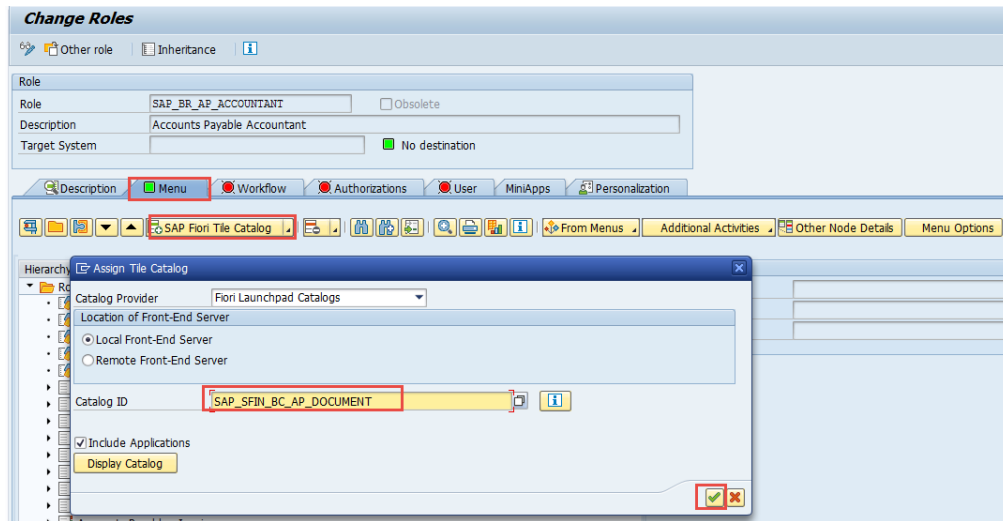 Change Roles
Other role Inheritance
Role
Role SAP_BR_AP_ACCOUNTANT Obsolete
Description Accounts Payable Accountant
Target System No destination
Description Menu Workflow Authorizations User MiniApps Personalization
SAP Fiori Tile Catalog From Menus Additional Activities Other Node Details Menu Options
Hierarchy Assign Tile Catalog
Catalog Provider Fiori Launchpad Catalogs
Location of Front-End Server
Local Front-End Server
Remote Front-End Server
Catalog ID SAP_SFIN_BC_AP_DOCUMENT
Include Applications
Display Catalog